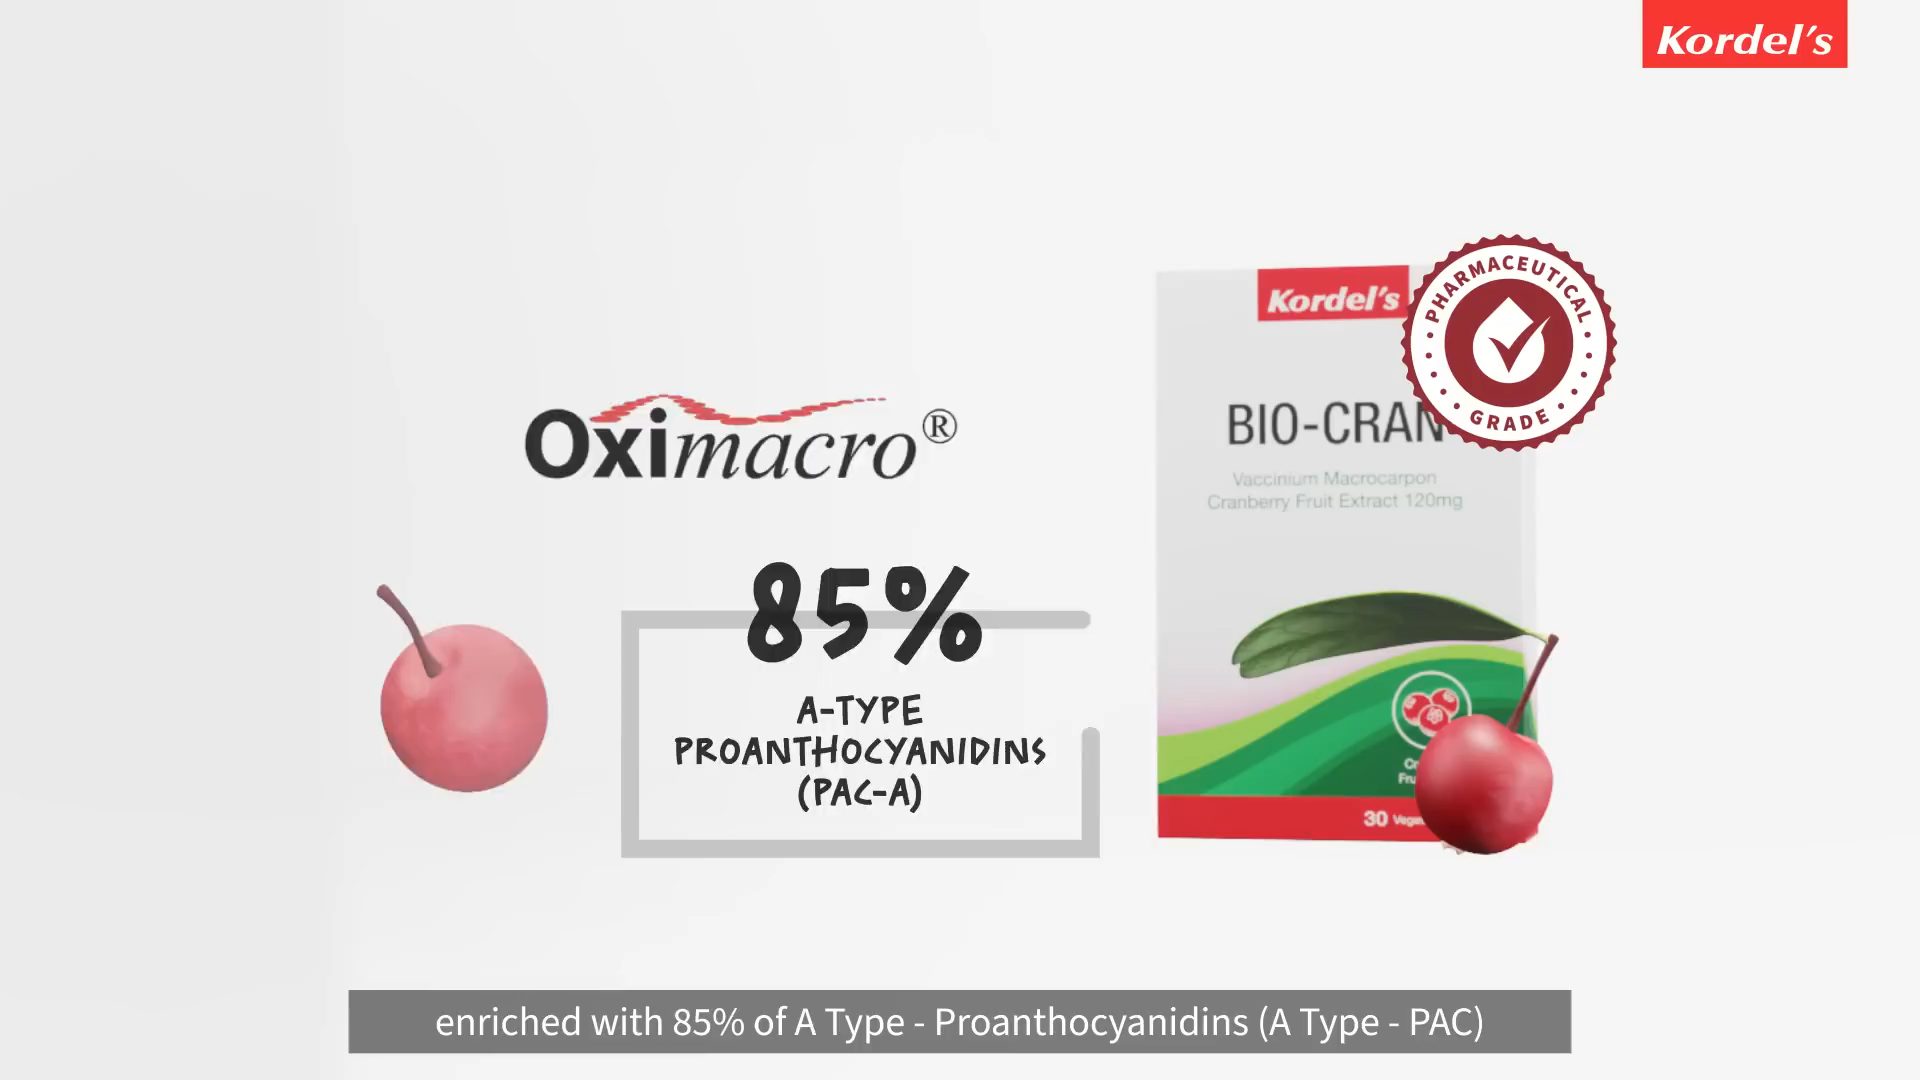 Kordel's
Kordel's
PHARMACEUTICAL
GRADE
BIO-CRAN
Vaccinium Macrocarpon
Cranberry Fruit Extract 120mg
Oximacro®
85%
A-TYPE
PROANTHOCYANIDINS
(PAC-A)
30
enriched with 85% of A Type - Proanthocyanidins (A Type - PAC)